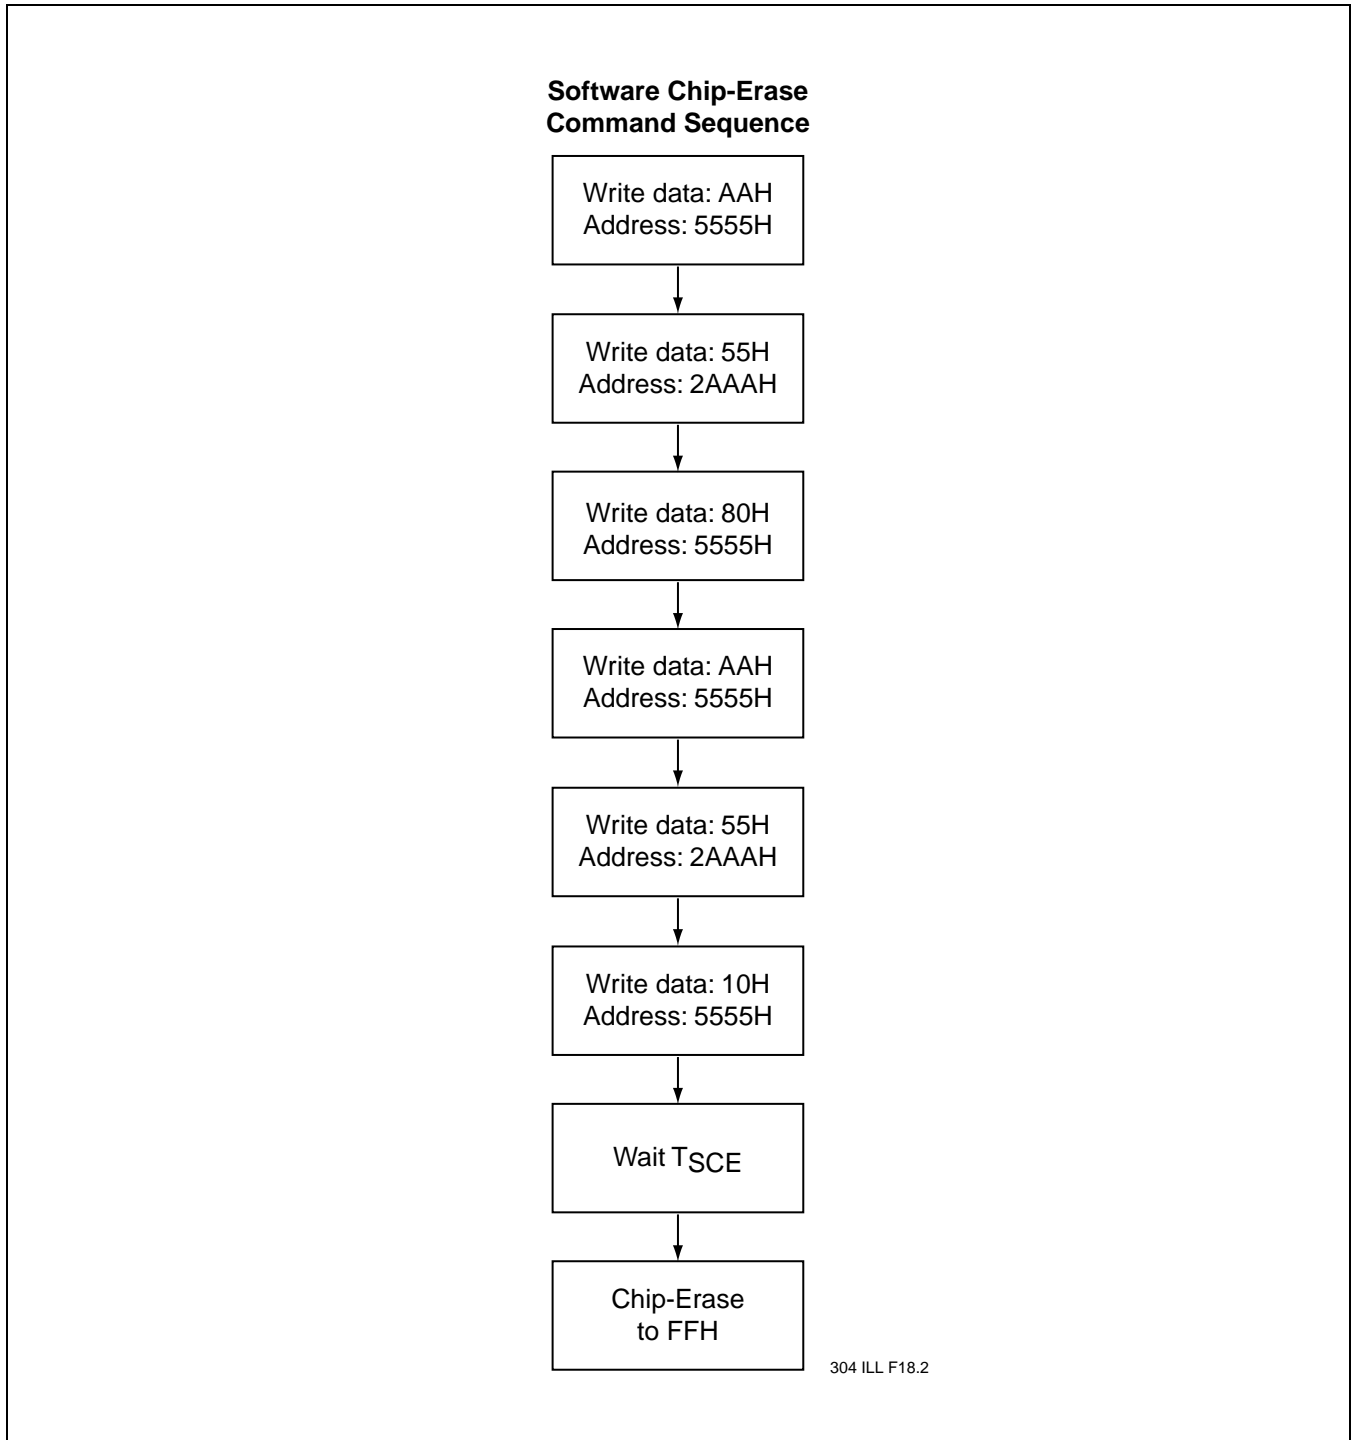 Software Chip-Erase
Command Sequence
Write data: AAH
Address: 5555H
Write data: 55H
Address: 2AAAH
Write data: 80H
Address: 5555H
Write data: AAH
Address: 5555H
Write data: 55H
Address: 2AAAH
Write data: 10H
Address: 5555H
Wait TSCE
Chip-Erase
to FFH
304 ILL F18.2